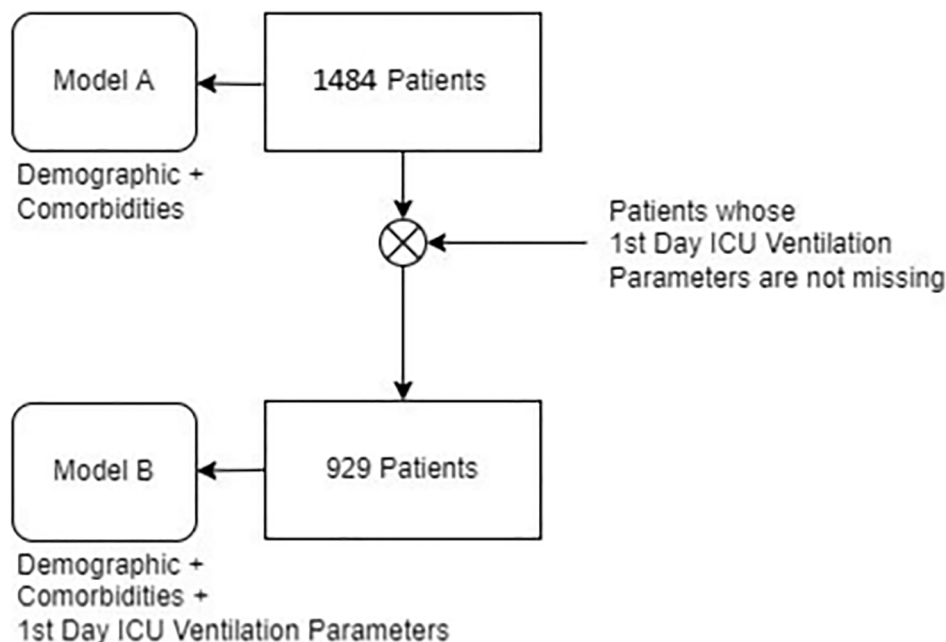 Model A
1484 Patients
Demographic +
Comorbidities
Patients whose
1st Day ICU Ventilation
Parameters are not missing
Model B
929 Patients
Demographic +
Comorbidities +
1st Day ICU Ventilation Parameters